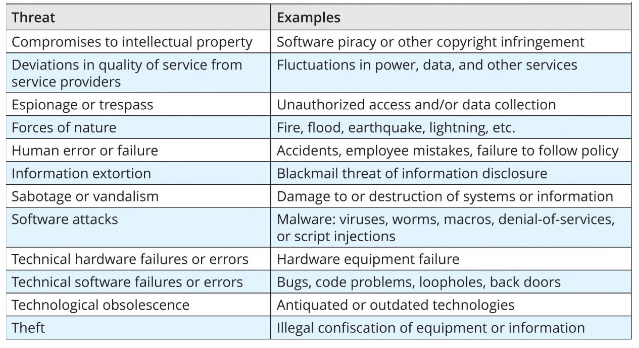 Threat Examples
Compromises to intellectual property Software piracy or other copyright infringement
Deviations in quality of service from Fluctuations in power, data, and other services
service providers
Espionage or trespass Unauthorized access and/or data collection
Forces of nature Fire, flood, earthquake, lightning, etc.
Human error or failure Accidents, employee mistakes, failure to follow policy
Information extortion Blackmail threat of information disclosure
Sabotage or vandalism Damage to or destruction of systems or information
Software attacks Malware: viruses, worms, macros, denial-of-services,
or script injections
Technical hardware failures or errors Hardware equipment failure
Technical software failures or errors Bugs, code problems, loopholes, back doors
Technological obsolescence Antiquated or outdated technologies
Theft Illegal confiscation of equipment or information